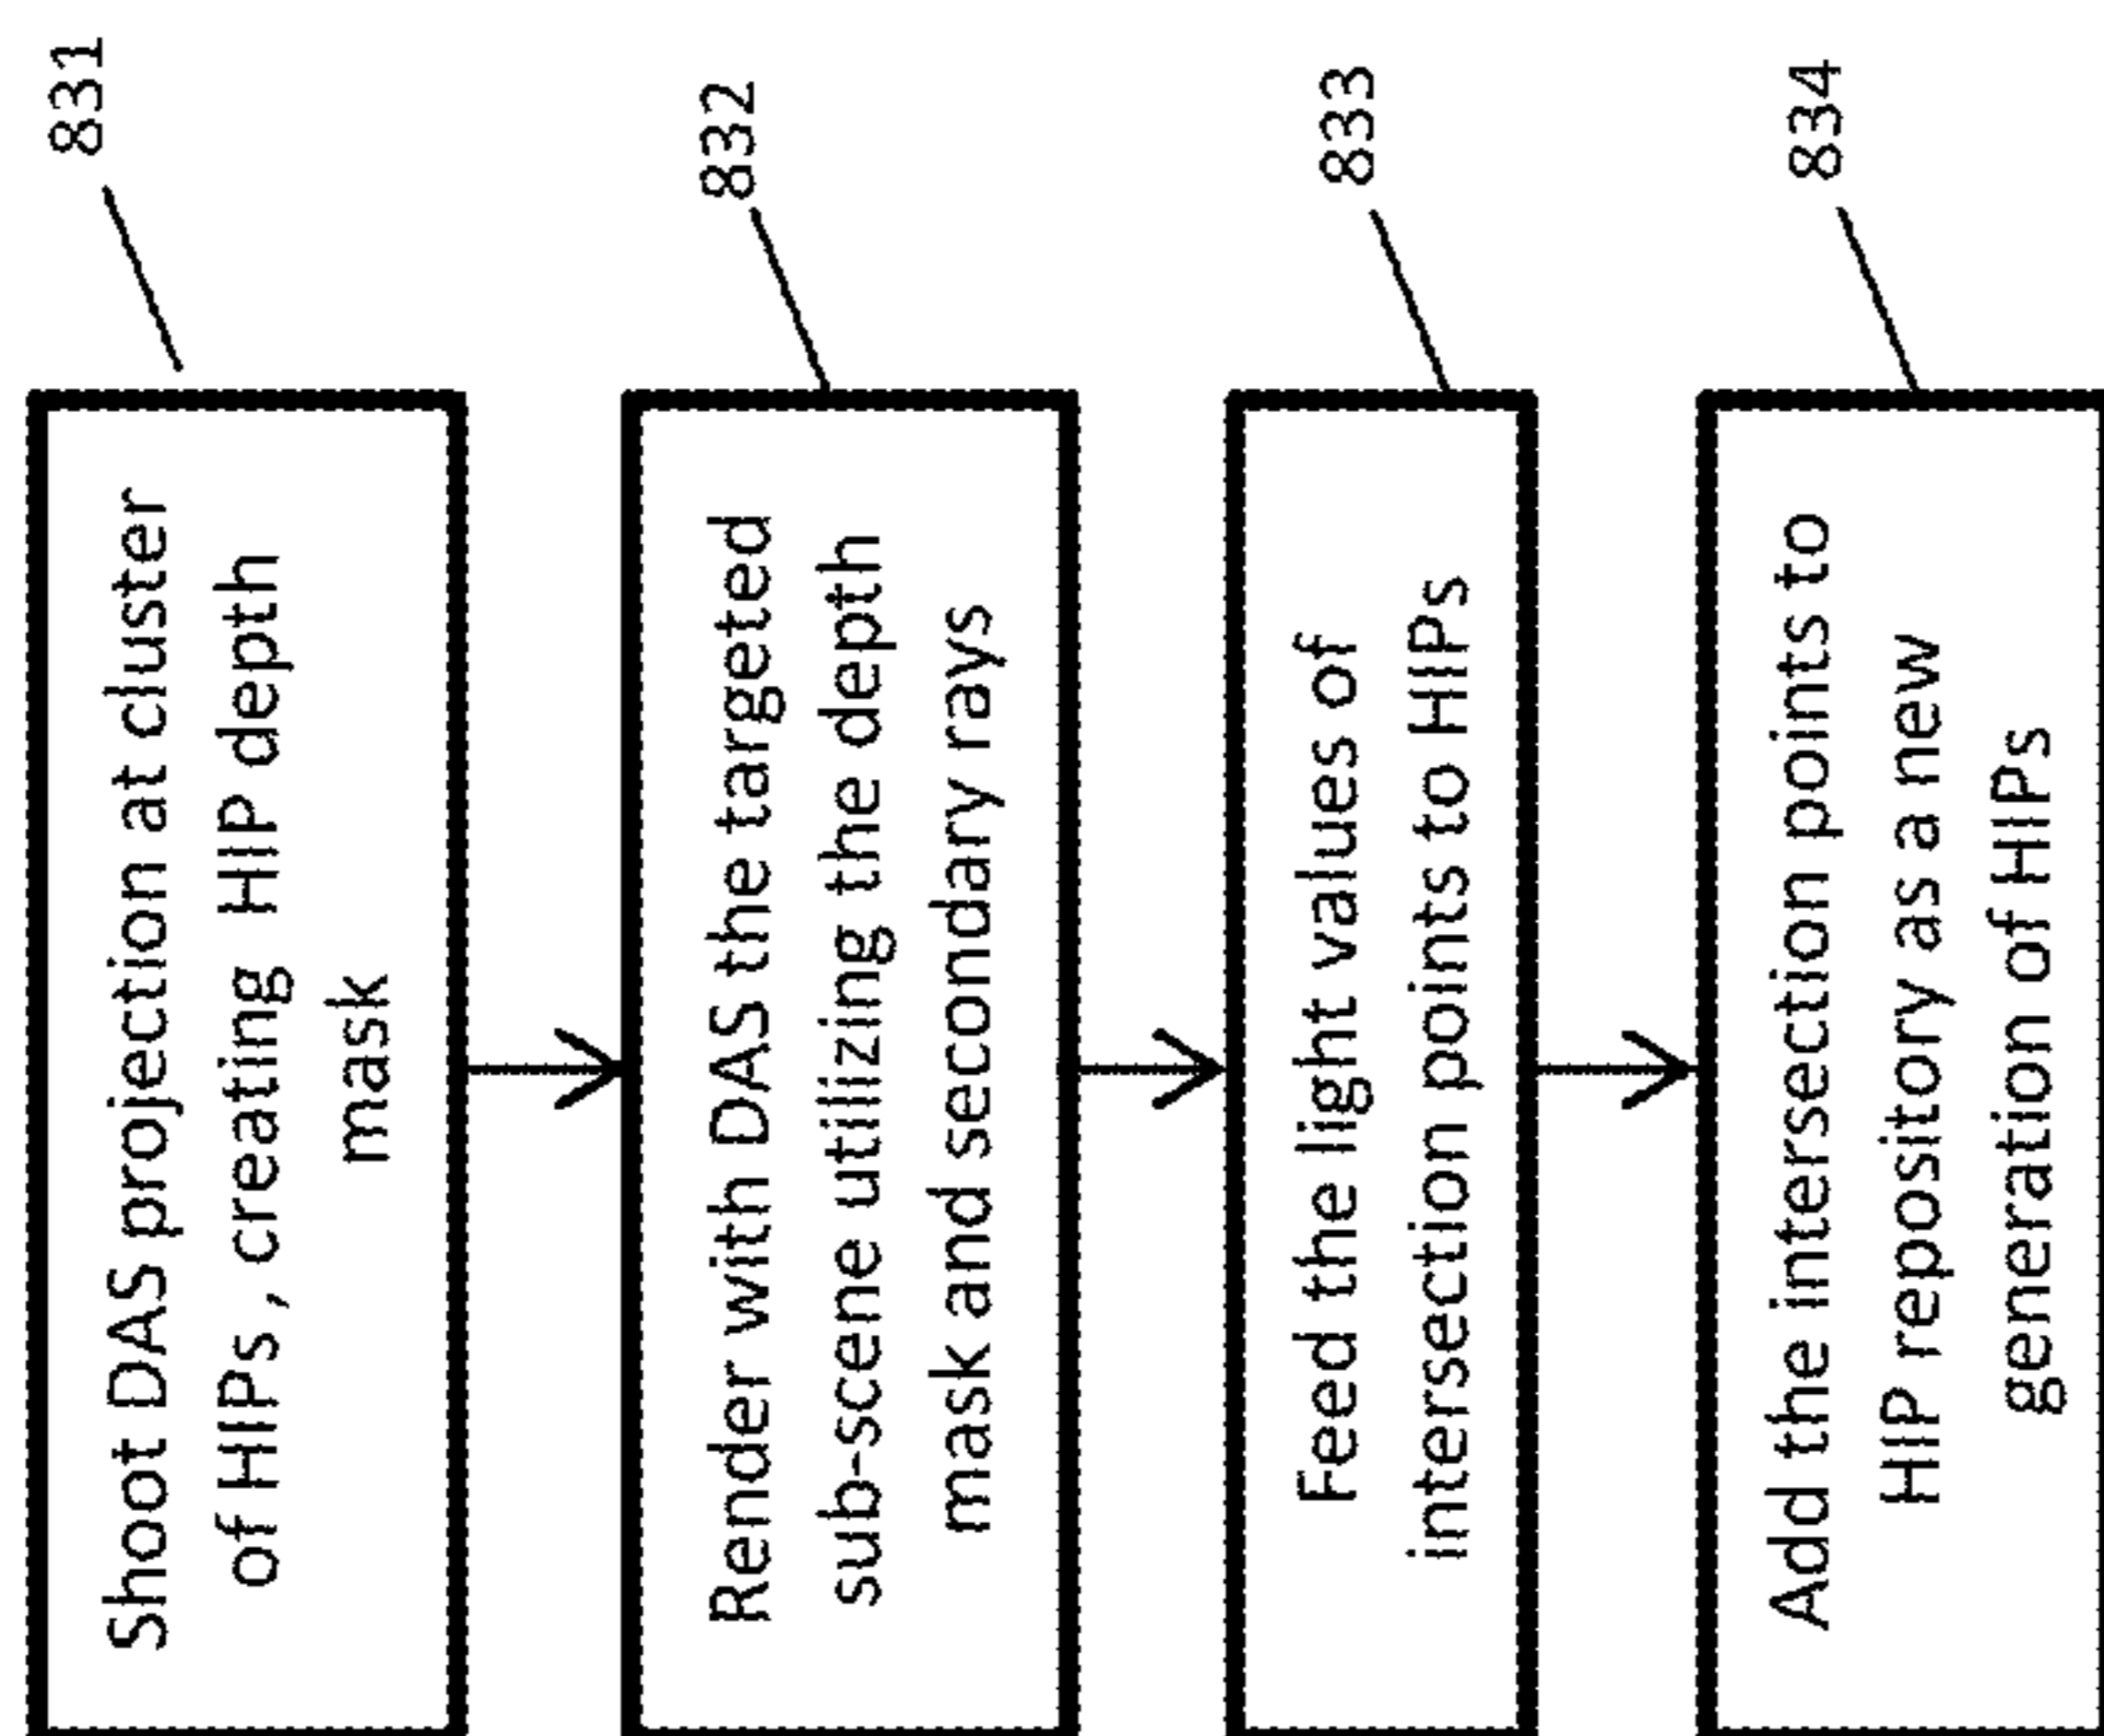 831
Shoot DAS projection at cluster
of HIPs, creating HIP depth
mask
832
Render with DAS the targeted
sub-scene utilizing the depth
mask and secondary rays
833
Feed the light values of
intersection points to HIPs
834
Add the intersection points to
HIP repository as a new
generation of HIPs